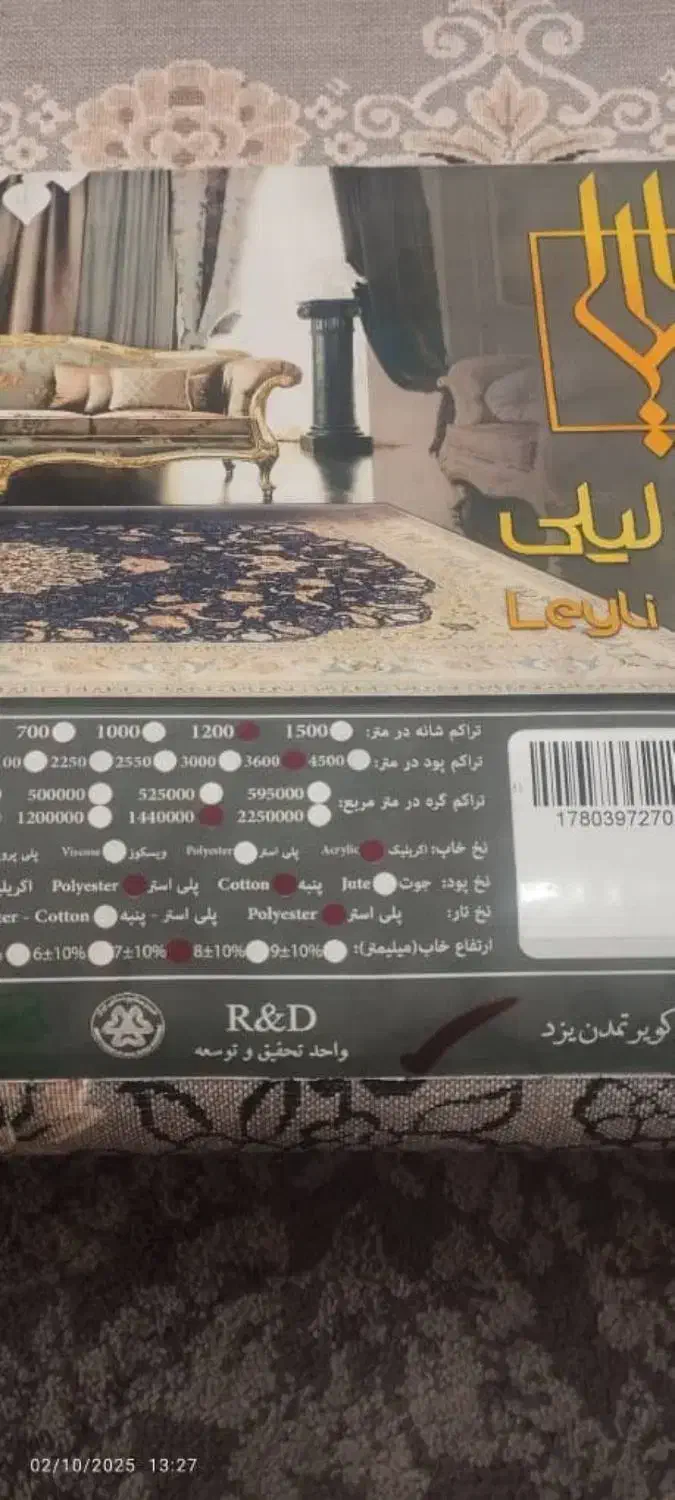 لیلی
Leyli
تراکم شانه در متر: 1500 1200 1000 700
تراکم پود در متر: 4500 3600 3000 2550 2250
تراکم گره در متر مربع: 595000 525000 500000
2250000 1440000 1200000
1780397270
نخ خاب: اکریلیک Acrylic پلی استر Polyester ویسکوز Viscose
نخ پود: جوت Jute پنبه Cotton پلی استر Polyester
نخ تار: پلی استر Polyester پلی استر - پنبه - Cotton
ارتفاع خاب(میلیمتر): 9±10% 8±10% 7±10% 6±10%
کویر تمدن یزد
R&D
واحد تحقیق و توسعه
02/10/2025 13:27